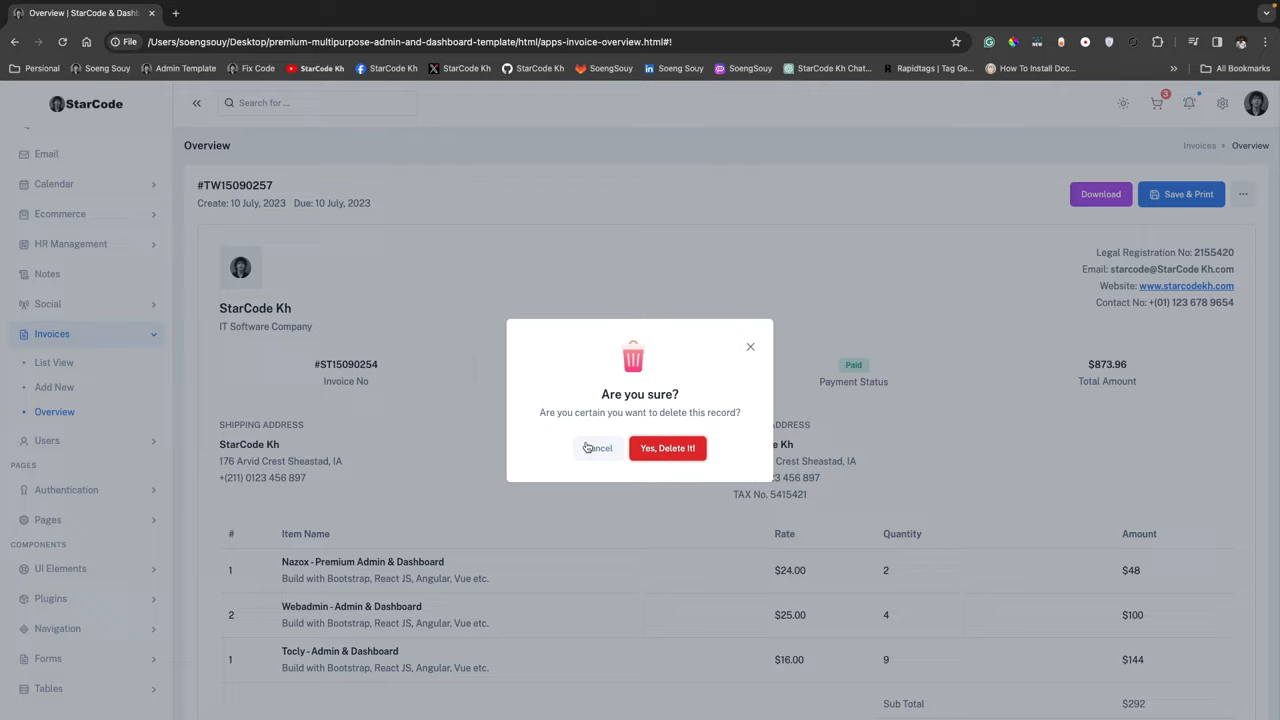 Overview | StarCode & Dashb
File /Users/soengsouy/Desktop/premium-multipurpose-admin-and-dashboard-template/html/apps-invoice-overview.html#!
Personal Soeng Souy Admin Template Fix Code StarCode Kh StarCode Kh StarCode Kh StarCode Kh SoengSouy Soeng Souy SoengSouy StarCode Kh Chat... Rapidtags | Tag Ge... How To Install Doc... » All Bookmarks
StarCode
Search for ...
3
Email
Calendar
Ecommerce
HR Management
Notes
Social
Invoices
List View
Add New
Overview
Users
PAGES
Authentication
Pages
COMPONENTS
UI Elements
Plugins
Navigation
Forms
Tables
Overview
Invoices > Overview
#TW15090257
Create: 10 July, 2023 Due: 10 July, 2023
Download
Save & Print
StarCode Kh
IT Software Company
Legal Registration No: 2155420
Email: starcode@StarCode Kh.com
Website: www.starcodekh.com
Contact No: +(01) 123 678 9654
#ST15090254
Invoice No
Paid
Payment Status
$873.96
Total Amount
Are you sure?
Are you certain you want to delete this record?
Yes, Delete It!
SHIPPING ADDRESS
StarCode Kh
176 Arvid Crest Sheastad, IA
+(211) 0123 456 897
ADDRESS
Kh
Crest Sheastad, IA
456 897
TAX No. 5415421
# Item Name Rate Quantity Amount
1 Nazox - Premium Admin & Dashboard $24.00 2 $48
Build with Bootstrap, React JS, Angular, Vue etc.
2 Webadmin - Admin & Dashboard $25.00 4 $100
Build with Bootstrap, React JS, Angular, Vue etc.
1 Tocly - Admin & Dashboard $16.00 9 $144
Build with Bootstrap, React JS, Angular, Vue etc.
Sub Total $292